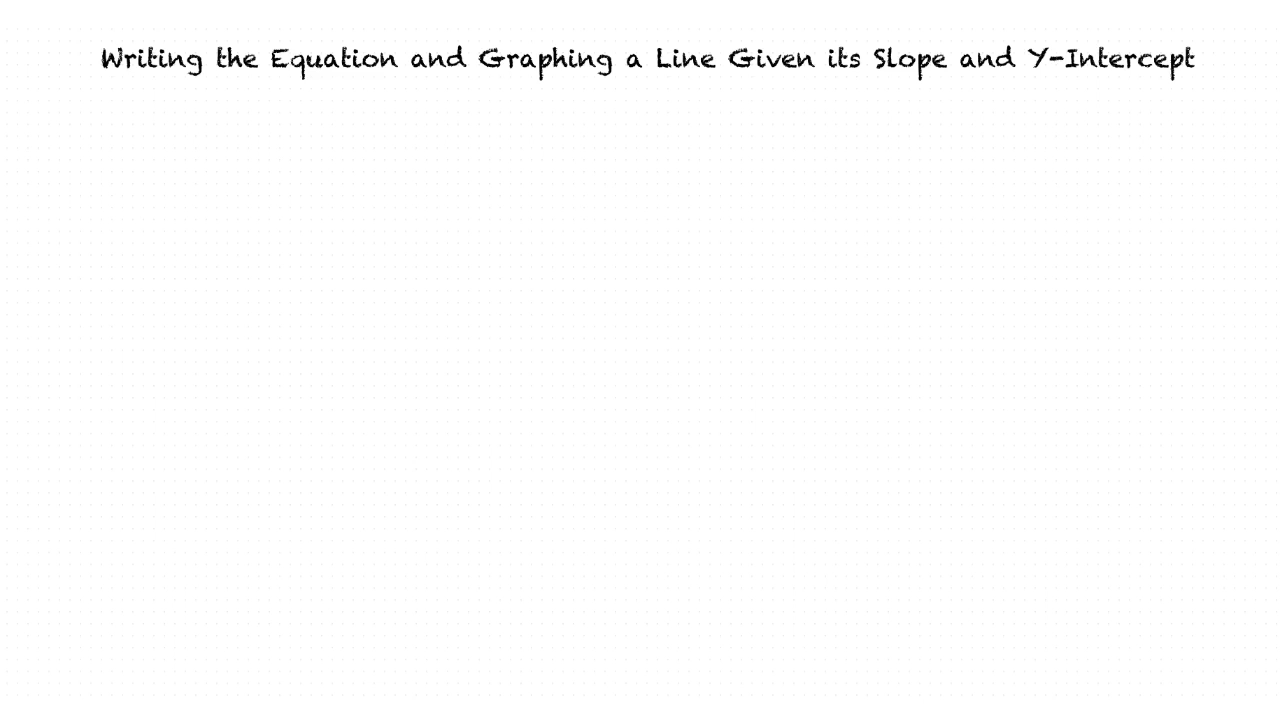 Writing the Equation and Graphing a Line Given its Slope and Y-Intercept